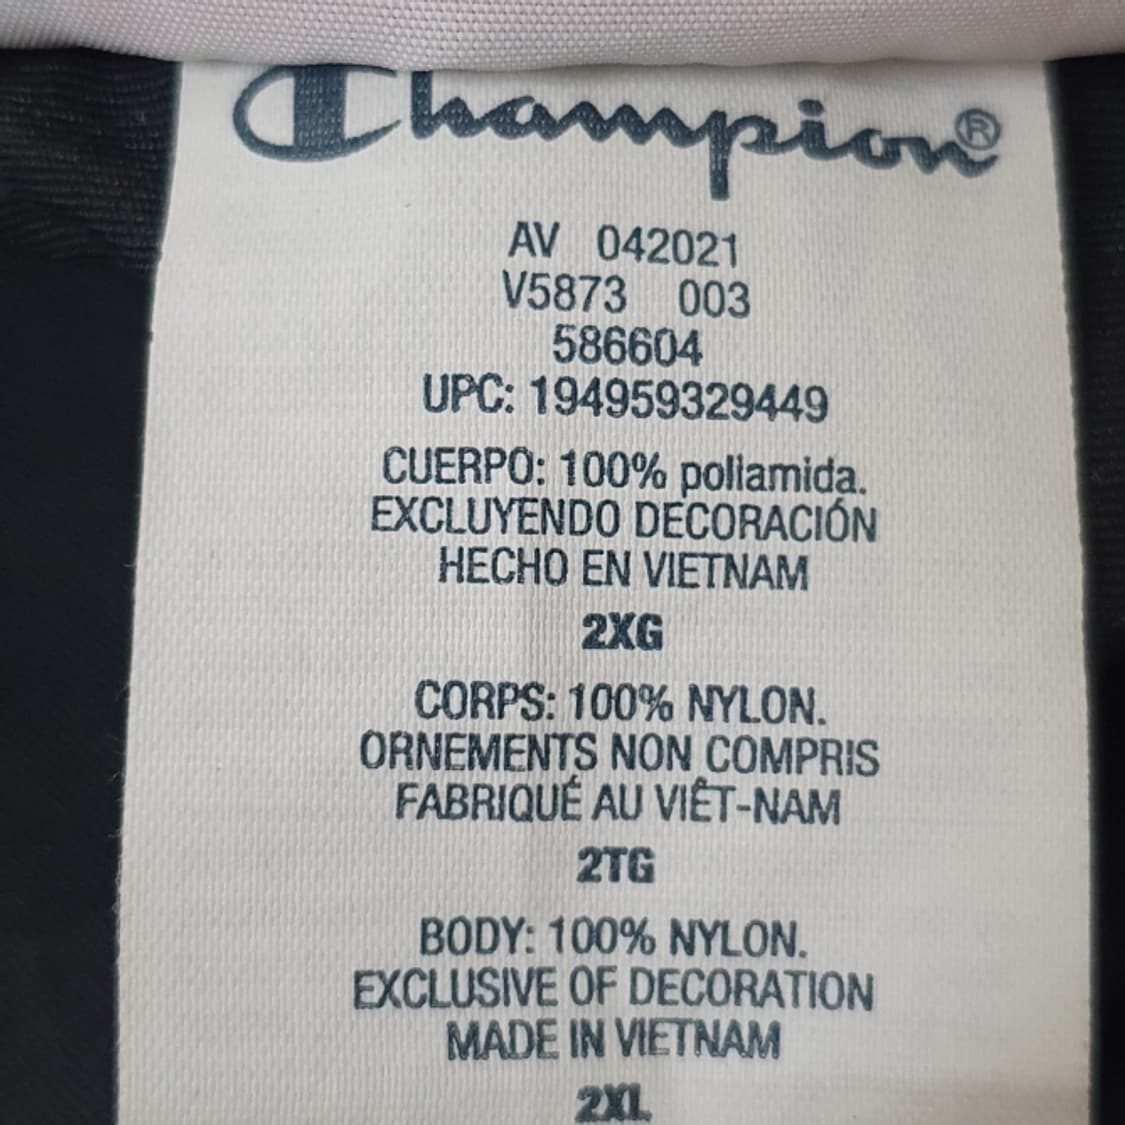 Champion®
AV 042021
V5873 003
586604
UPC: 194959329449
CUERPO: 100% poliamida.
EXCLUYENDO DECORACIÓN
HECHO EN VIETNAM
2XG
CORPS: 100% NYLON.
ORNEMENTS NON COMPRIS
FABRIQUÉ AU VIÊT-NAM
2TG
BODY: 100% NYLON.
EXCLUSIVE OF DECORATION
MADE IN VIETNAM
2XL